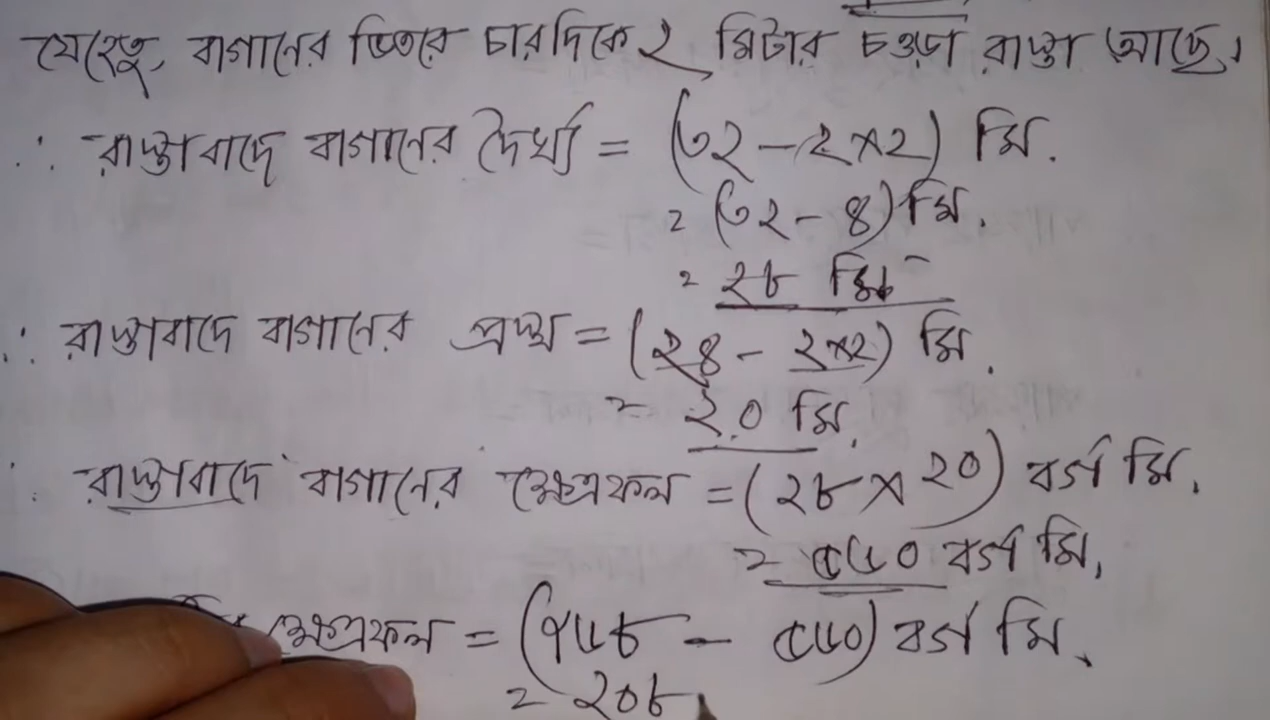 যেহেতু, বাগানের ভিতরে চারদিকে ২ মিটার চওড়া রাস্তা আছে।
∴ রাস্তাবাদে বাগানের দৈর্ঘ্য = (৩২ – ২×২) মি.
= (৩২ – ৪) মি.
= ২৮ মি.
∴ রাস্তাবাদে বাগানের প্রস্থ = (২৪ – ২×২) মি.
= ২০ মি.
∴ রাস্তাবাদে বাগানের ক্ষেত্রফল = (২৮ × ২০) বর্গ মি.
= ৫৬০ বর্গ মি.
ক্ষেত্রফল = (৭৬৮ – ৫৬০) বর্গ মি.
= ২০৮